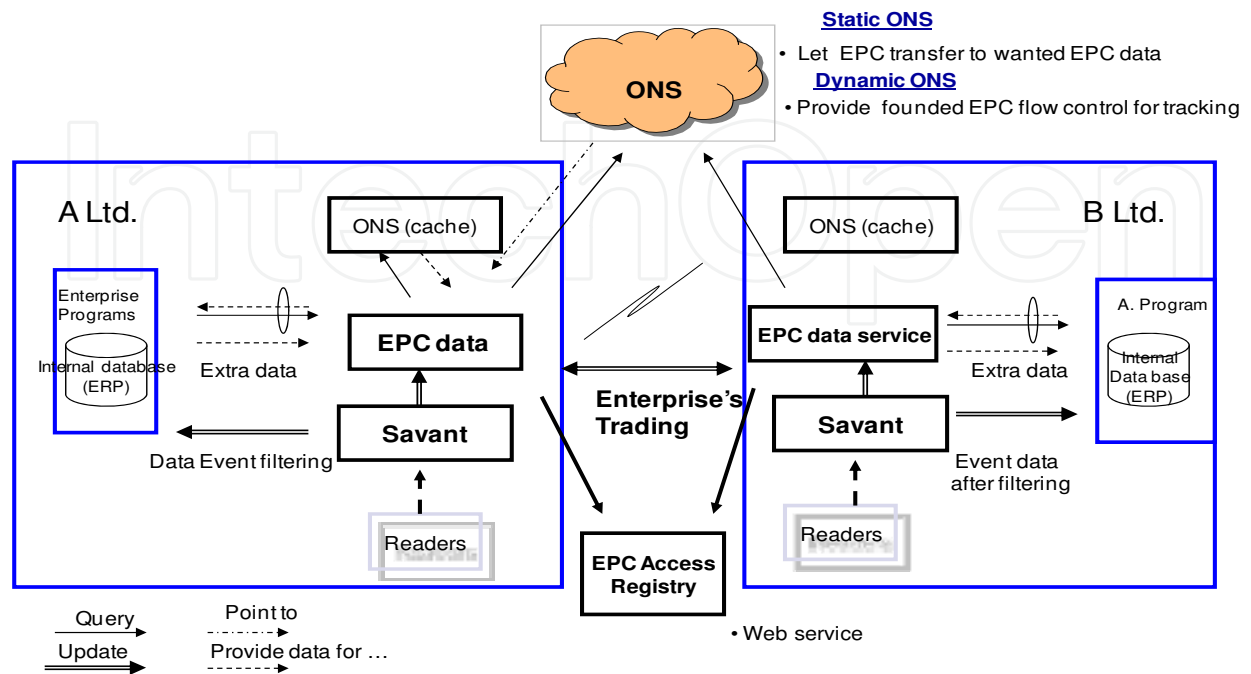 Static ONS
• Let EPC transfer to wanted EPC data
Dynamic ONS
• Provide founded EPC flow control for tracking
ONS
IntechOpen
A Ltd.
ONS (cache)
Enterprise
Programs
Internal database
(ERP)
Extra data
EPC data
Savant
Data Event filtering
Readers
Enterprise's
Trading
EPC Access
Registry
• Web service
B Ltd.
ONS (cache)
EPC data service
A. Program
Internal
Data base
(ERP)
Extra data
Savant
Event data
after filtering
Readers
Query
Point to
Update
Provide data for …